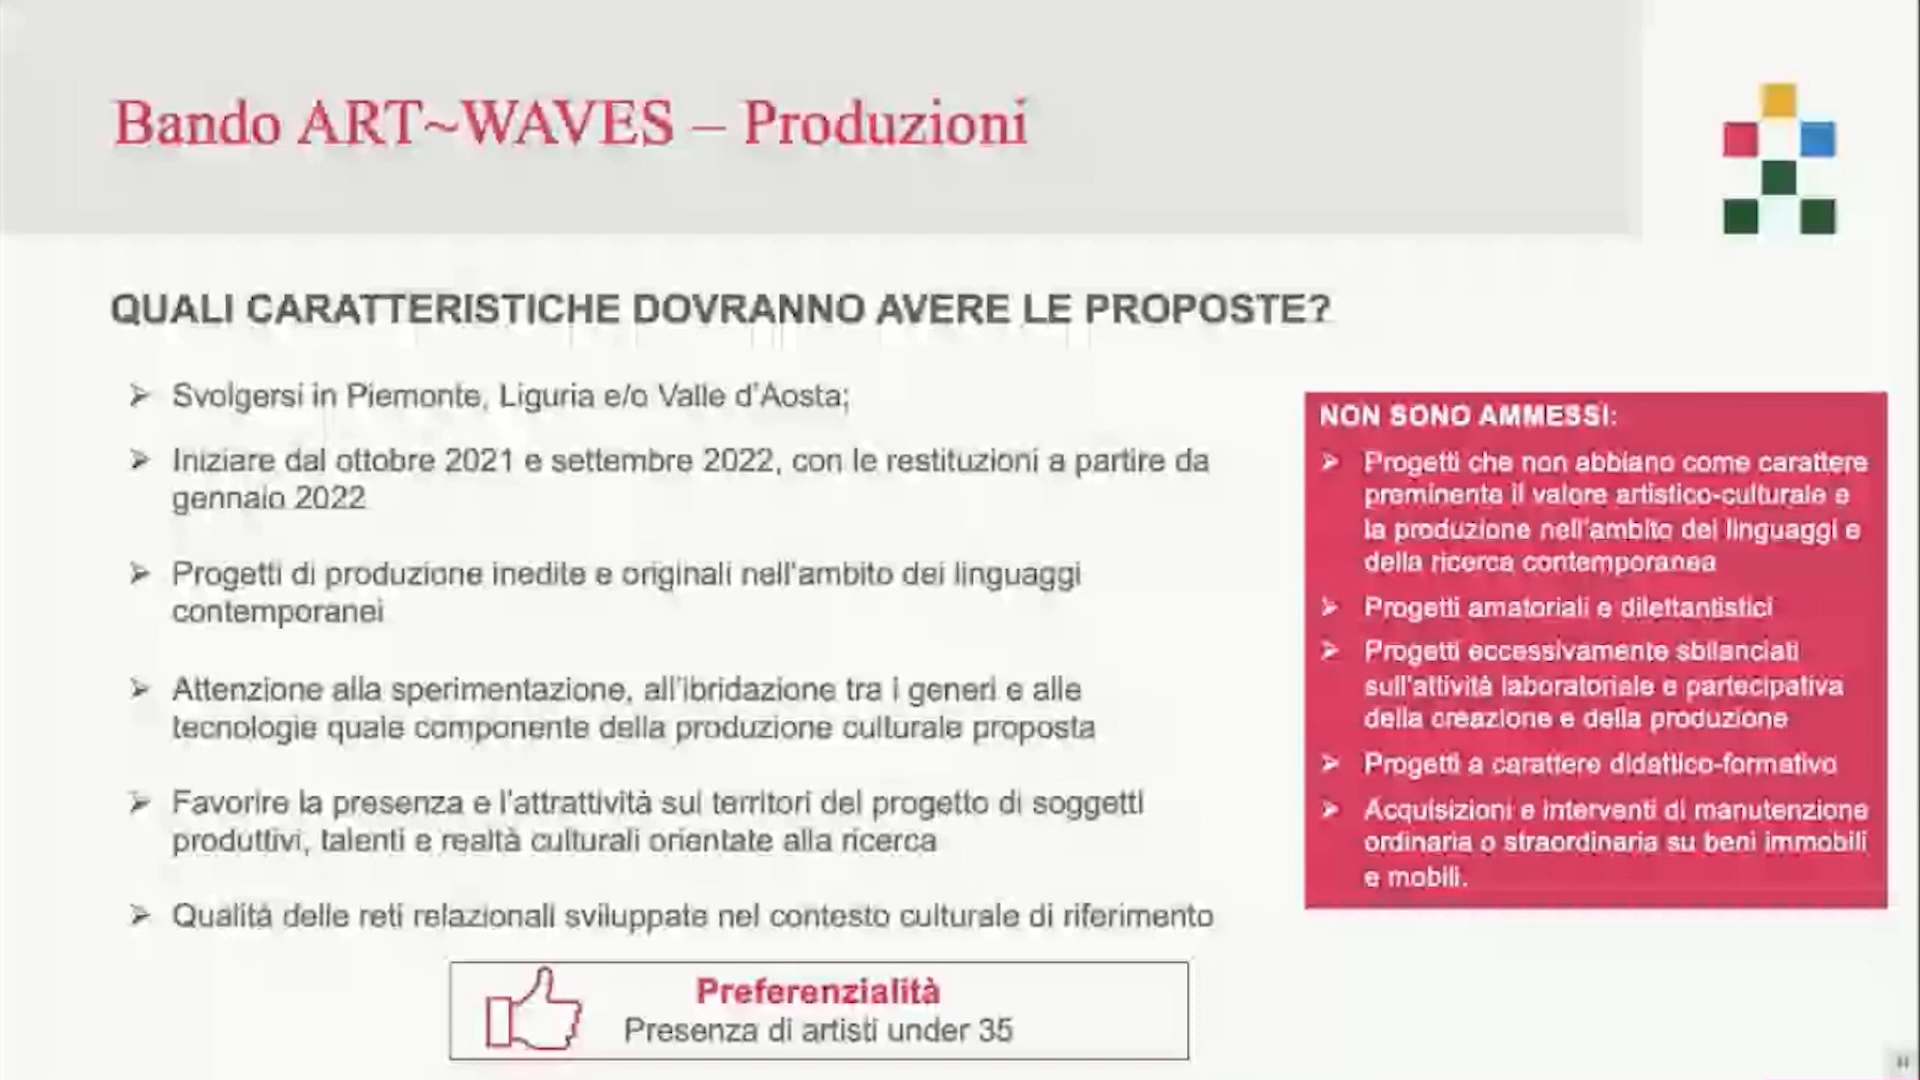 Bando ART~WAVES – Produzioni
QUALI CARATTERISTICHE DOVRANNO AVERE LE PROPOSTE?
➢ Svolgersi in Piemonte, Liguria e/o Valle d'Aosta;
➢ Iniziare dal ottobre 2021 e settembre 2022, con le restituzioni a partire da
gennaio 2022
➢ Progetti di produzione inedite e originali nell'ambito dei linguaggi
contemporanei
➢ Attenzione alla sperimentazione, all'ibridazione tra i generi e alle
tecnologie quale componente della produzione culturale proposta
➢ Favorire la presenza e l'attrattività sui territori del progetto di soggetti
produttivi, talenti e realtà culturali orientate alla ricerca
➢ Qualità delle reti relazionali sviluppate nel contesto culturale di riferimento
Preferenzialità
Presenza di artisti under 35
NON SONO AMMESSI:
➢ Progetti che non abbiano come carattere
preminente il valore artistico-culturale e
la produzione nell'ambito dei linguaggi e
della ricerca contemporanea
➢ Progetti amatoriali e dilettantistici
➢ Progetti eccessivamente sbilanciati
sull'attività laboratoriale e partecipativa
della creazione e della produzione
➢ Progetti a carattere didattico-formativo
➢ Acquisizioni e interventi di manutenzione
ordinaria o straordinaria su beni immobili
e mobili.